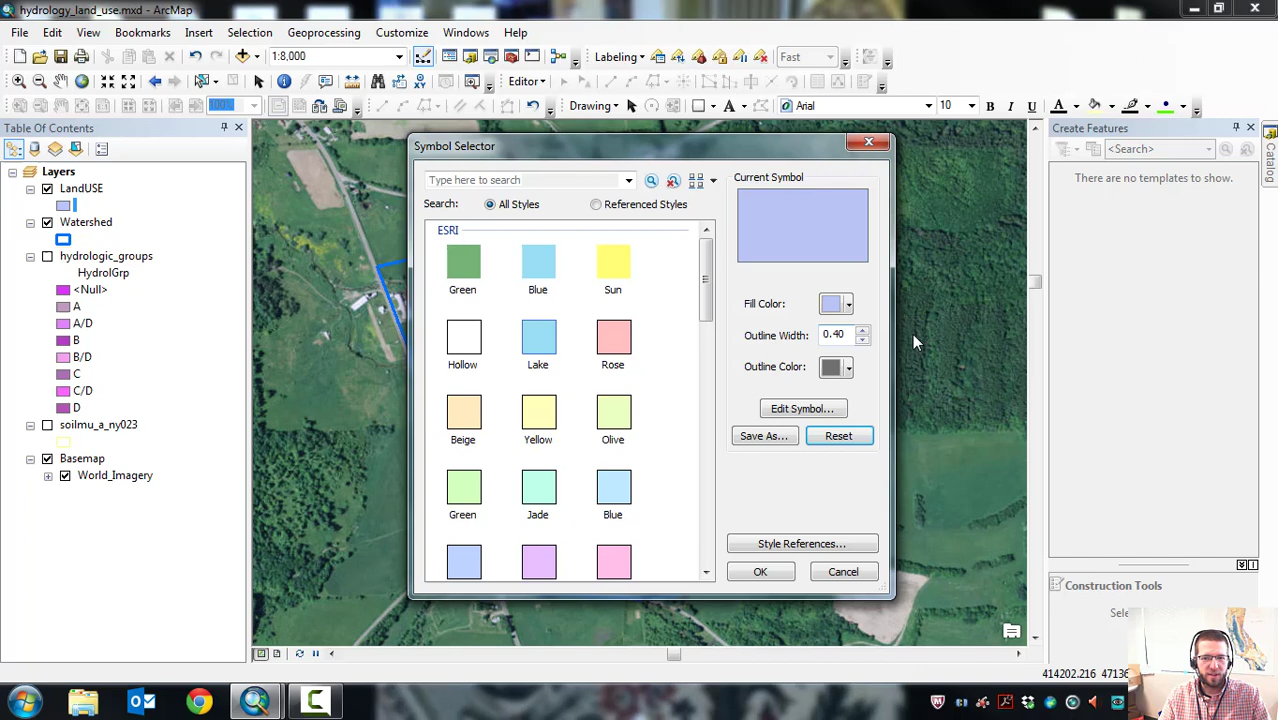 hydrology_land_use.mxd - ArcMap
File Edit View Bookmarks Insert Selection Geoprocessing Customize Windows Help
1:8,000 Labeling Fast
Editor
100% Drawing A Arial 10 B I U A
Table Of Contents
Layers
LandUSE
Watershed
hydrologic_groups
HydrolGrp
<Null>
A
A/D
B
B/D
C
C/D
D
soilmu_a_ny023
Basemap
World_Imagery
Symbol Selector
Type here to search
Search: All Styles Referenced Styles
ESRI
Green Blue Sun
Hollow Lake Rose
Beige Yellow Olive
Green Jade Blue
Current Symbol
Fill Color:
Outline Width: 0.40
Outline Color:
Edit Symbol...
Save As... Reset
Style References...
OK Cancel
Create Features
<Search>
There are no templates to show.
Catalog
Construction Tools
Selec
414202.216 47136